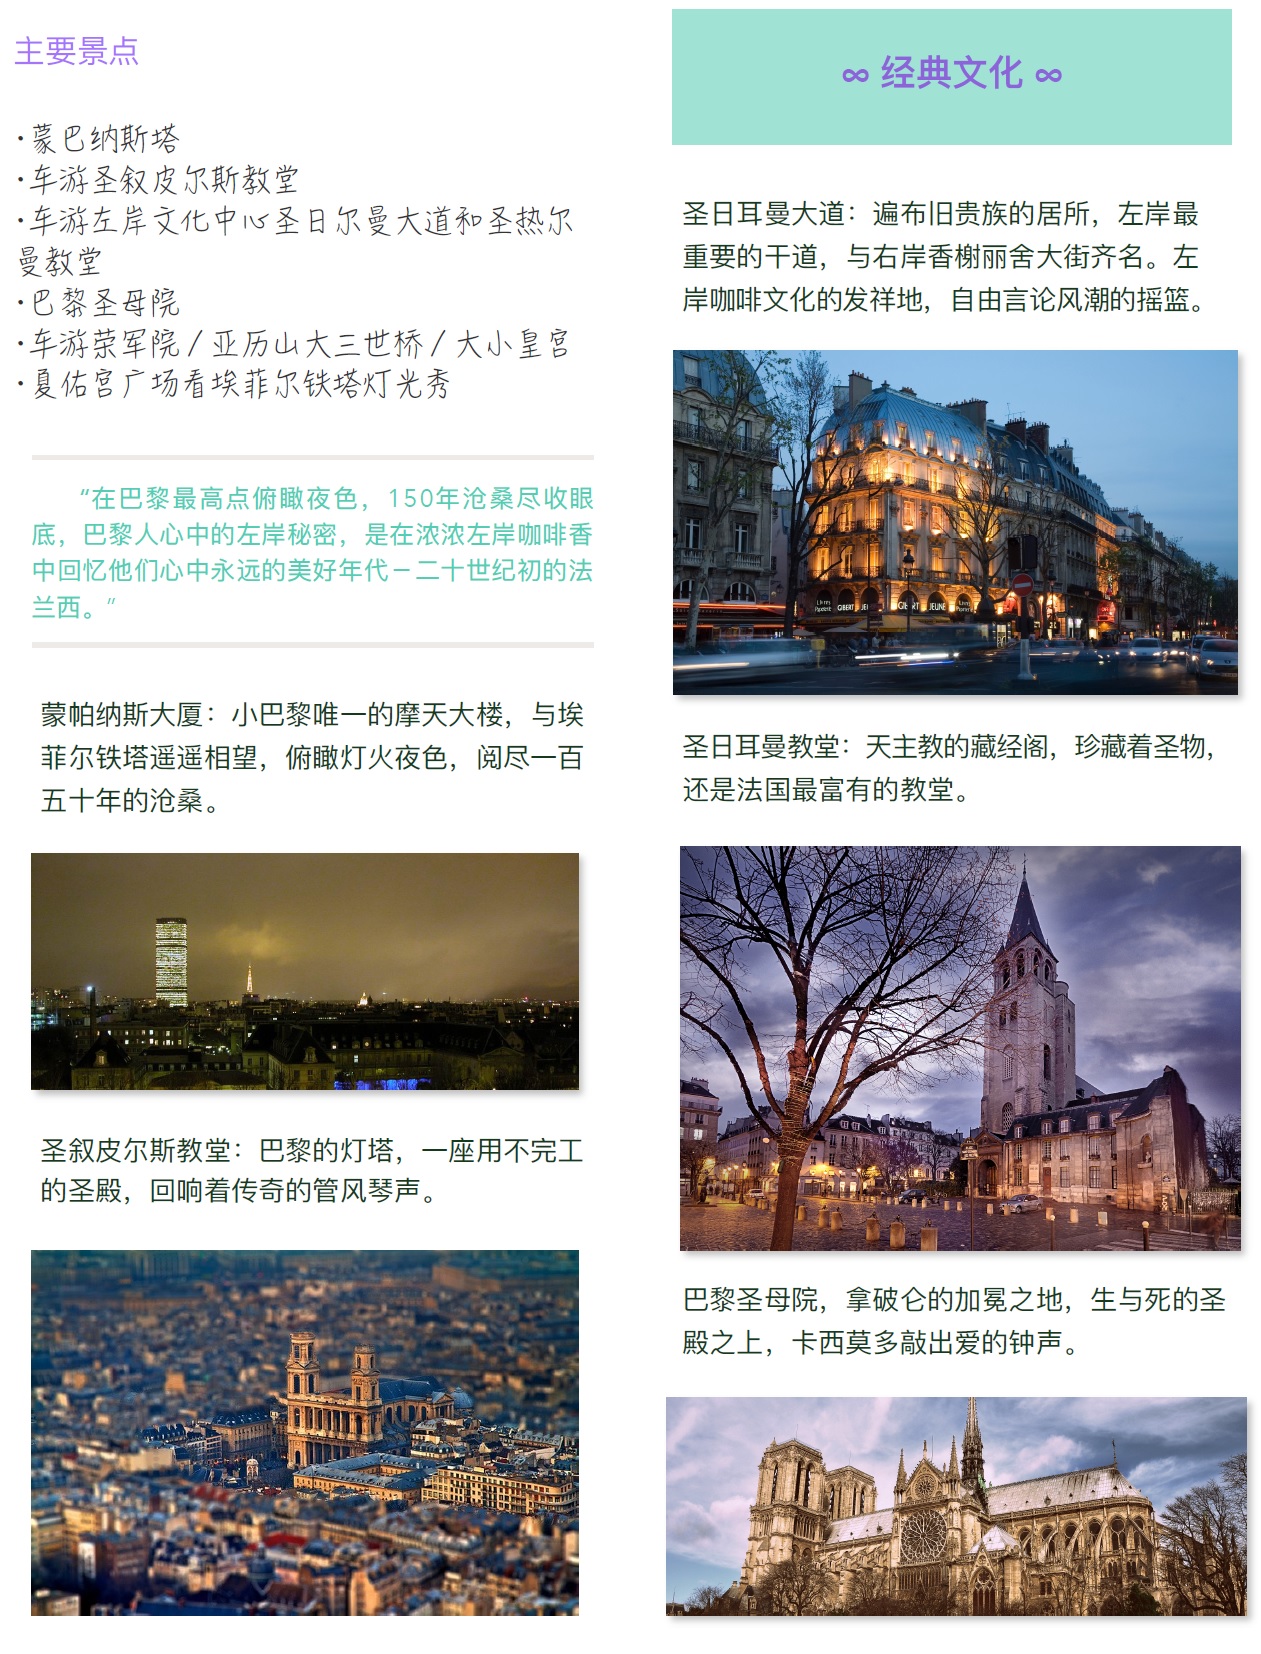 主要景点
·蒙巴纳斯塔
·车游圣叙皮尔斯教堂
·车游左岸文化中心圣日尔曼大道和圣热尔
曼教堂
·巴黎圣母院
·车游荣军院/亚历山大三世桥/大小皇宫
·夏佑宫广场看埃菲尔铁塔灯光秀
“在巴黎最高点俯瞰夜色，150年沧桑尽收眼
底，巴黎人心中的左岸秘密，是在浓浓左岸咖啡香
中回忆他们心中永远的美好年代－二十世纪初的法
兰西。”
蒙帕纳斯大厦：小巴黎唯一的摩天大楼，与埃
菲尔铁塔遥遥相望，俯瞰灯火夜色，阅尽一百
五十年的沧桑。
圣叙皮尔斯教堂：巴黎的灯塔，一座用不完工
的圣殿，回响着传奇的管风琴声。
∞ 经典文化 ∞
圣日耳曼大道：遍布旧贵族的居所，左岸最
重要的干道，与右岸香榭丽舍大街齐名。左
岸咖啡文化的发祥地，自由言论风潮的摇篮。
GIBERT JEUNE
圣日耳曼教堂：天主教的藏经阁，珍藏着圣物，
还是法国最富有的教堂。
巴黎圣母院，拿破仑的加冕之地，生与死的圣
殿之上，卡西莫多敲出爱的钟声。